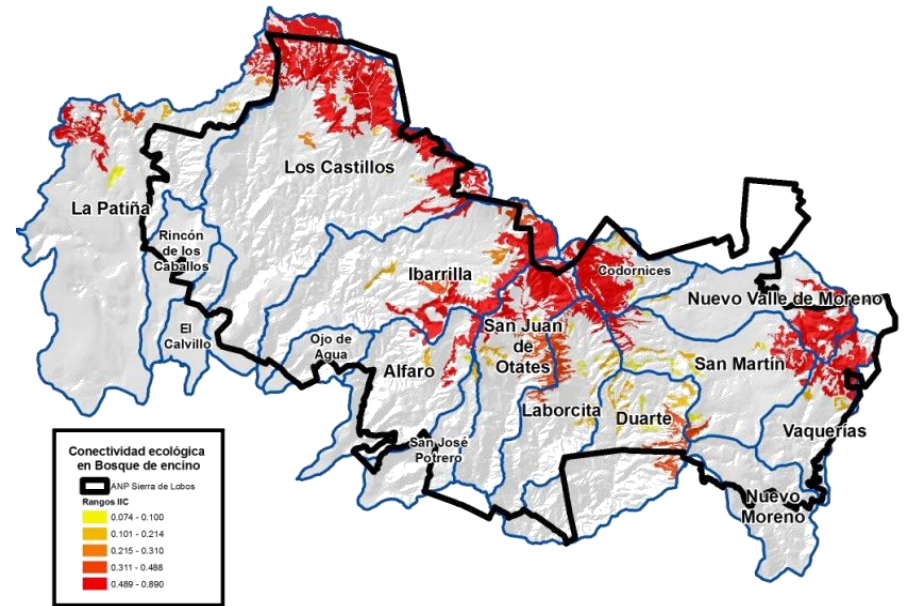 Los Castillos
La Patiña
Rincón
de los
Caballos
Ibarrilla
Codornices
Nuevo Valle de Moreno
El
Calvillo
Ojo de
Agua
San Juan
de
Otates
Alfaro
San Martín
Laborcita
Duarte
Vaquerías
San José
Potrero
Nuevo
Moreno
Conectividad ecológica
en Bosque de encino
ANP Sierra de Lobos
Rangos IIC
0.074 - 0.100
0.101 - 0.214
0.215 - 0.310
0.311 - 0.488
0.489 - 0.890